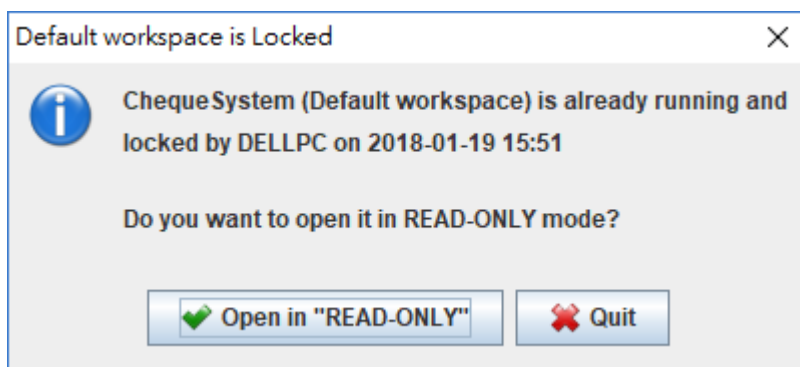 Default workspace is Locked
ChequeSystem (Default workspace) is already running and
locked by DELLPC on 2018-01-19 15:51
Do you want to open it in READ-ONLY mode?
Open in "READ-ONLY"
Quit